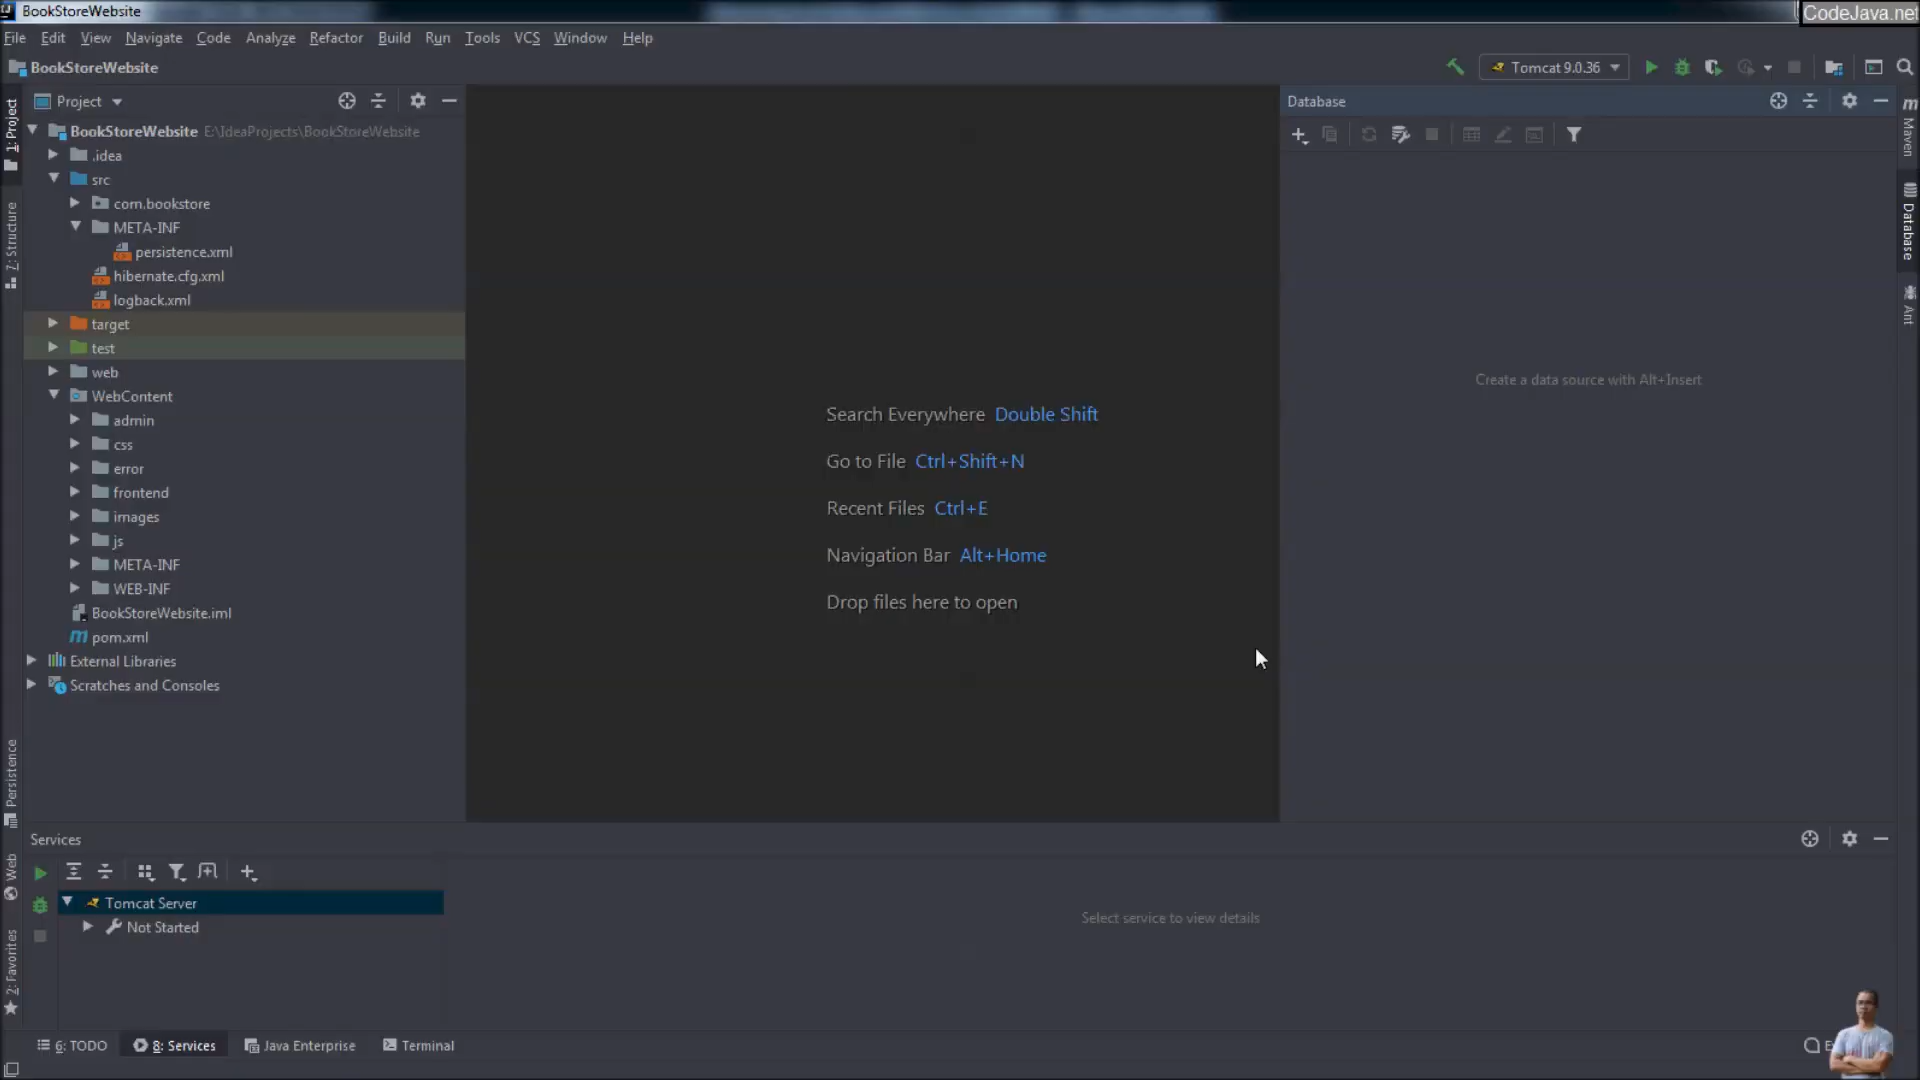 BookStoreWebsite
CodeJava.net
File Edit View Navigate Code Analyze Refactor Build Run Tools VCS Window Help
BookStoreWebsite
Tomcat 9.0.36
Project
Database
1: Project
7: Structure
Persistence
Web
2: Favorites
BookStoreWebsite E:\IdeaProjects\BookStoreWebsite
.idea
src
com.bookstore
META-INF
persistence.xml
hibernate.cfg.xml
logback.xml
target
test
web
WebContent
admin
css
error
frontend
images
js
META-INF
WEB-INF
BookStoreWebsite.iml
pom.xml
External Libraries
Scratches and Consoles
Search Everywhere Double Shift
Go to File Ctrl+Shift+N
Recent Files Ctrl+E
Navigation Bar Alt+Home
Drop files here to open
Create a data source with Alt+Insert
m Maven
Database
Ant
Services
Tomcat Server
Not Started
Select service to view details
6: TODO 8: Services Java Enterprise Terminal